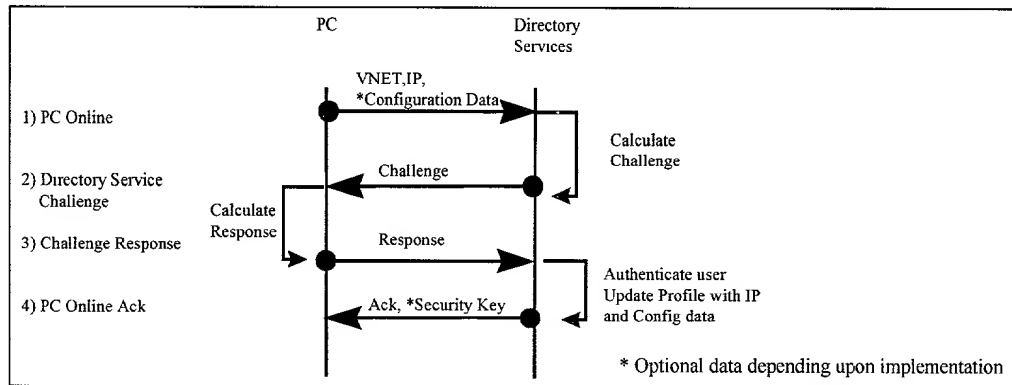 PC
Directory
Services
VNET,IP,
*Configuration Data
1) PC Online
Calculate
Challenge
2) Directory Service
Challenge
Challenge
Calculate
Response
3) Challenge Response
Response
Authenticate user
Update Profile with IP
and Config data
4) PC Online Ack
Ack, *Security Key
* Optional data depending upon implementation